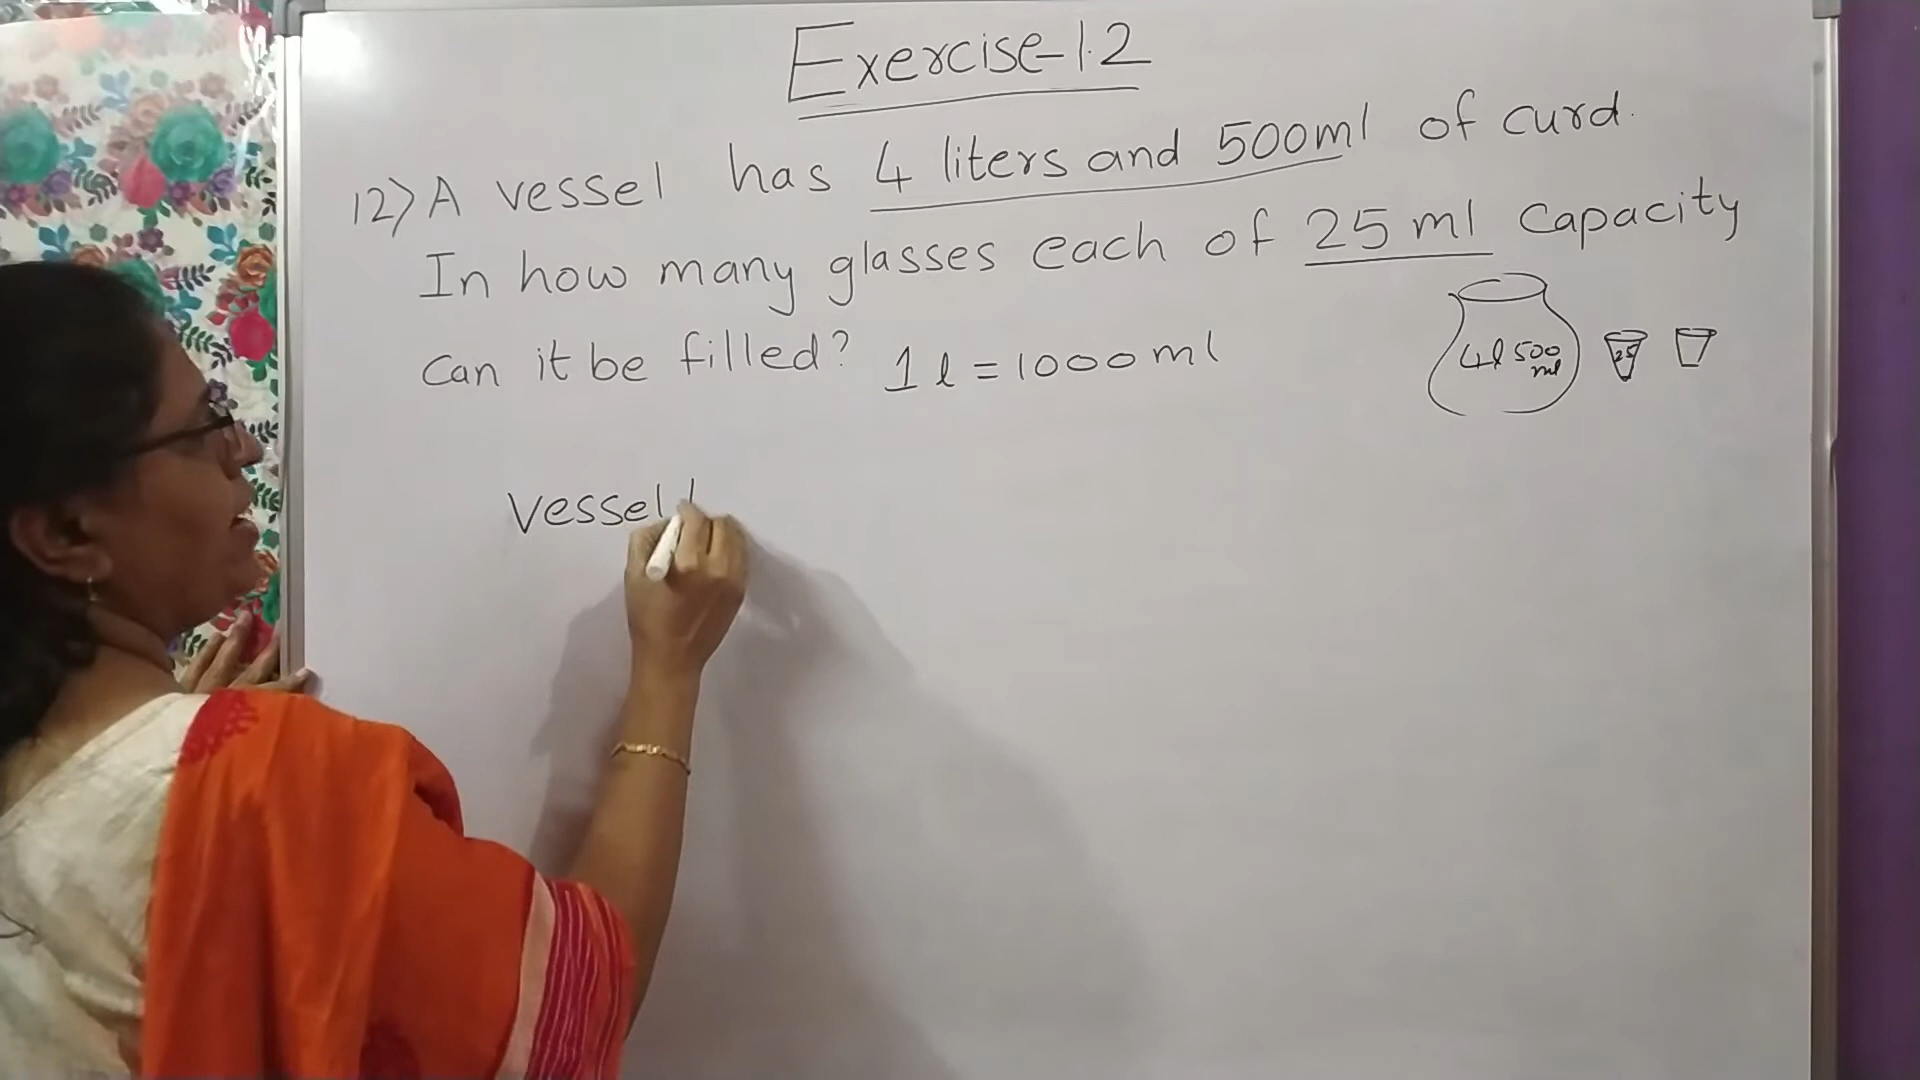 Exercise-1.2
12) A vessel has 4 liters and 500ml of curd.
In how many glasses each of 25 ml capacity
can it be filled? 1 l = 1000 ml
4l 500
ml
25
Vessel